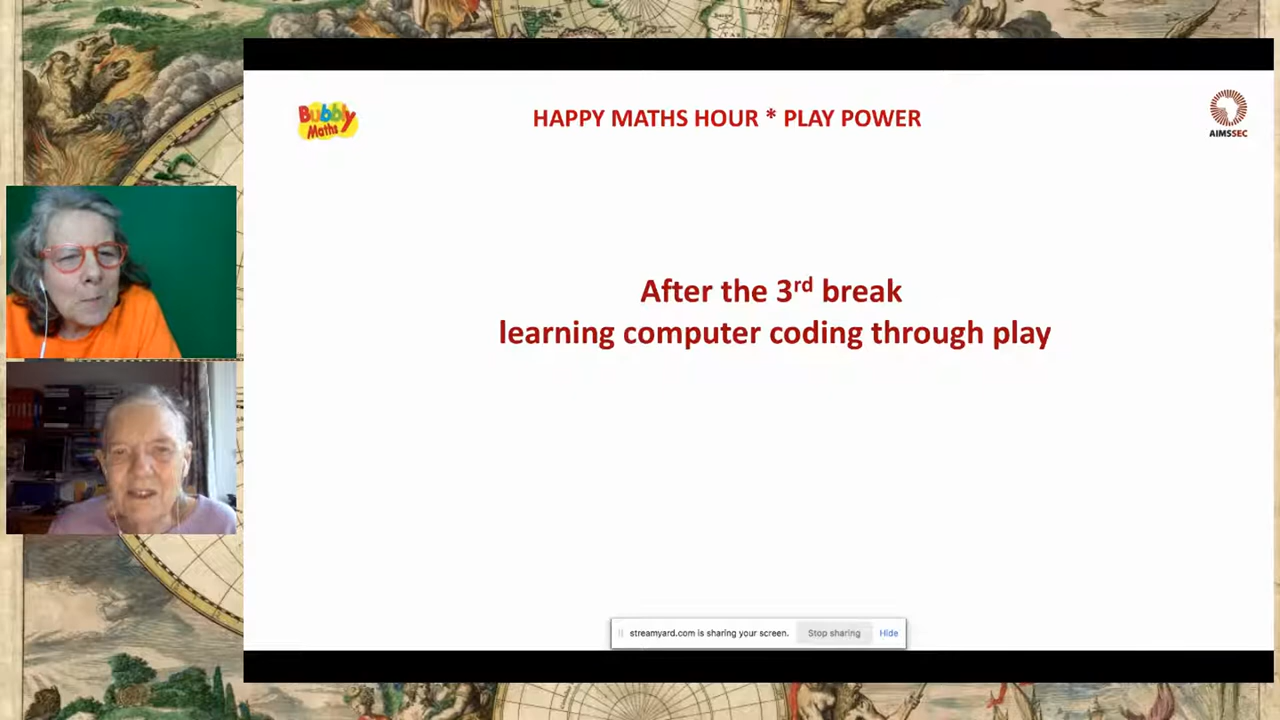 Bubbly
Maths
HAPPY MATHS HOUR * PLAY POWER
AIMSSEC
After the 3rd break
learning computer coding through play
streamyard.com is sharing your screen. Stop sharing Hide